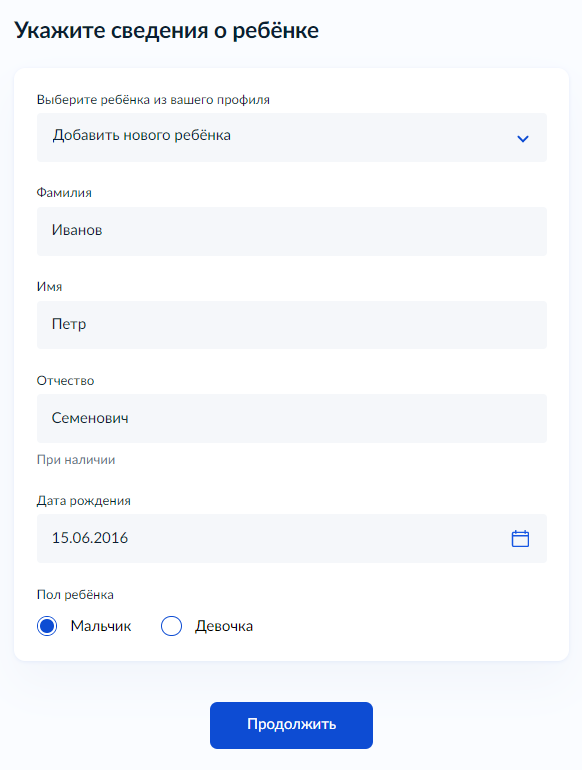 Укажите сведения о ребёнке
Выберите ребёнка из вашего профиля
Добавить нового ребёнка
Фамилия
Иванов
Имя
Петр
Отчество
Семенович
При наличии
Дата рождения
15.06.2016
Пол ребёнка
Мальчик Девочка
Продолжить